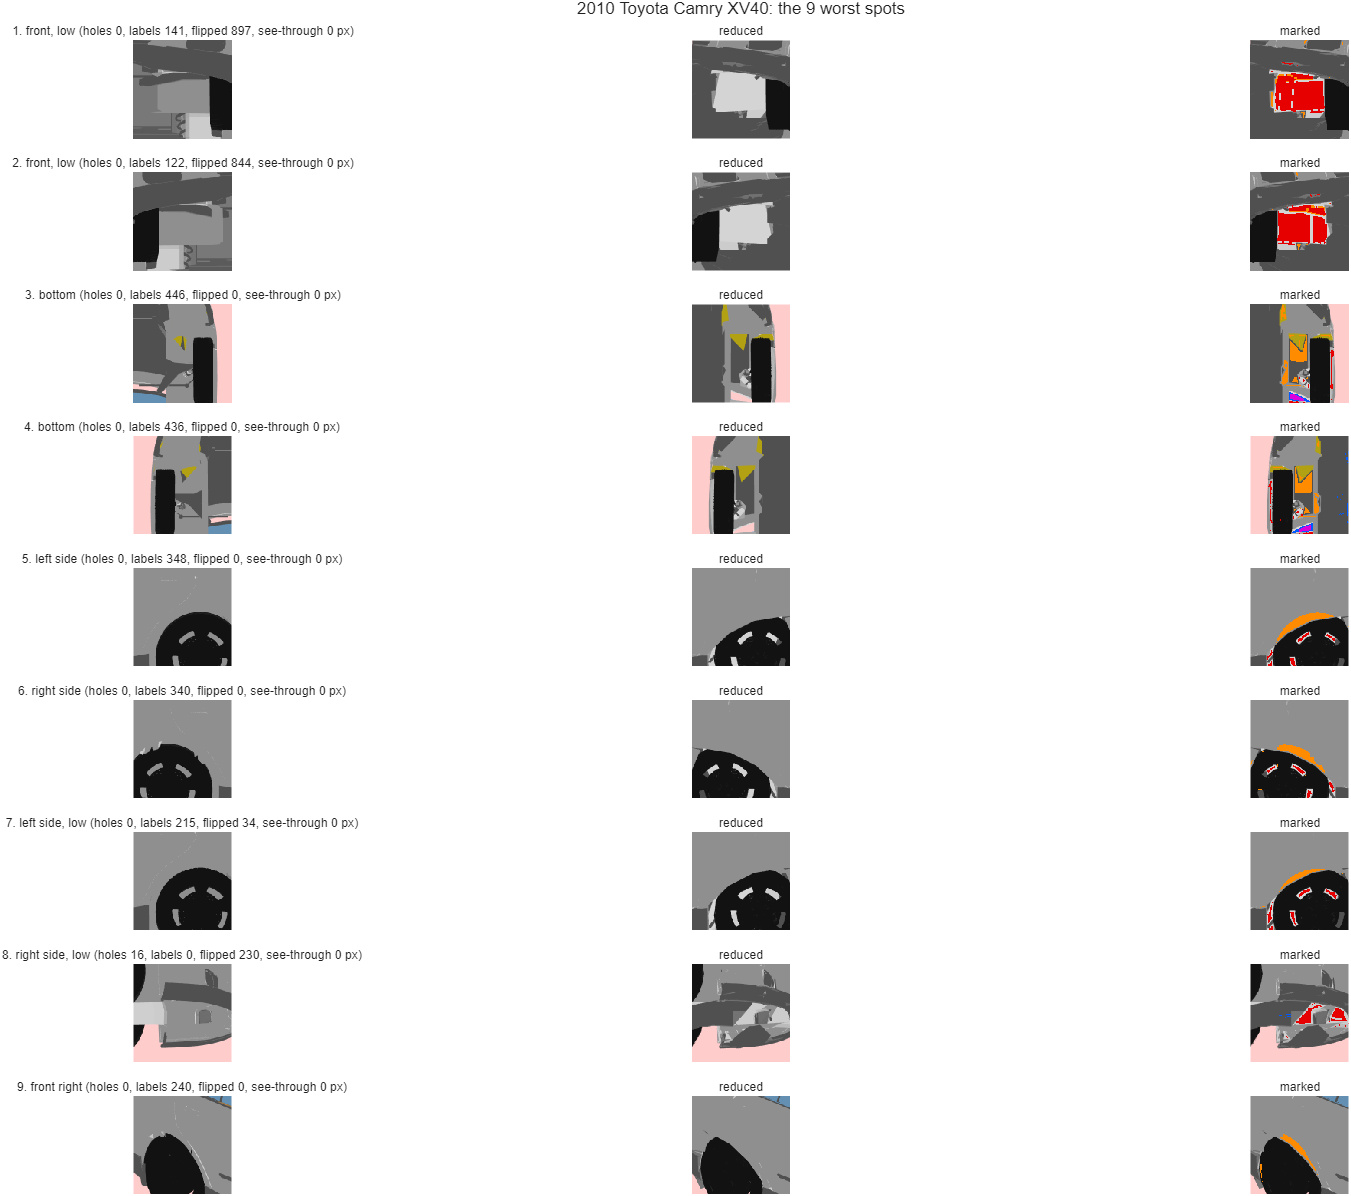 2010 Toyota Camry XV40: the 9 worst spots
1. front, low (holes 0, labels 141, flipped 897, see-through 0 px)
reduced
marked
2. front, low (holes 0, labels 122, flipped 844, see-through 0 px)
reduced
marked
3. bottom (holes 0, labels 446, flipped 0, see-through 0 px)
reduced
marked
4. bottom (holes 0, labels 436, flipped 0, see-through 0 px)
reduced
marked
5. left side (holes 0, labels 348, flipped 0, see-through 0 px)
reduced
marked
6. right side (holes 0, labels 340, flipped 0, see-through 0 px)
reduced
marked
7. left side, low (holes 0, labels 215, flipped 34, see-through 0 px)
reduced
marked
8. right side, low (holes 16, labels 0, flipped 230, see-through 0 px)
reduced
marked
9. front right (holes 0, labels 240, flipped 0, see-through 0 px)
reduced
marked